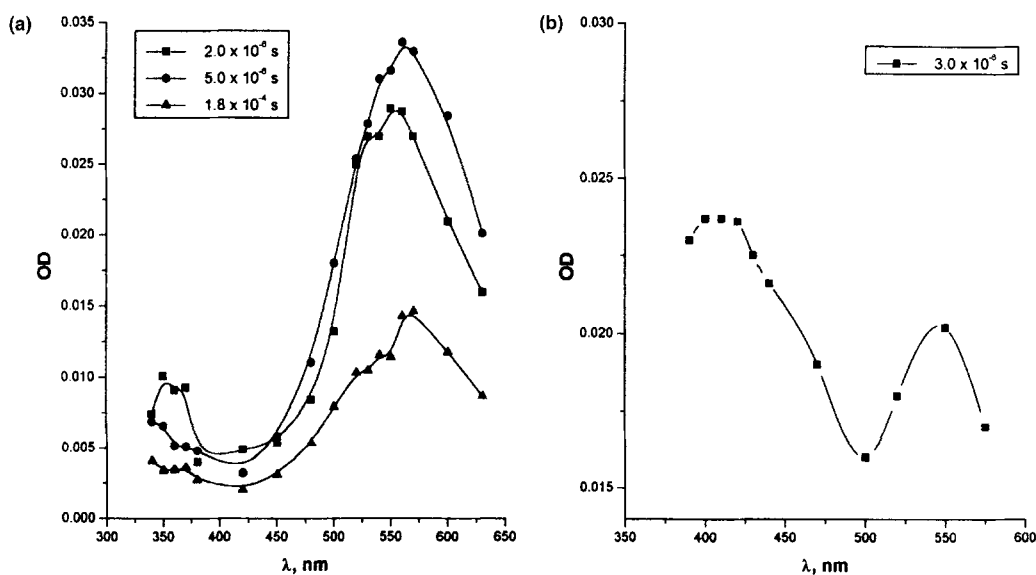 (a)
2.0 x 10⁻⁶ s
5.0 x 10⁻⁶ s
1.8 x 10⁻⁴ s
OD
0.035
0.030
0.025
0.020
0.015
0.010
0.005
0.000
300 350 400 450 500 550 600 650
λ, nm
(b)
3.0 x 10⁻⁶ s
OD
0.030
0.025
0.020
0.015
350 400 450 500 550 600
λ, nm